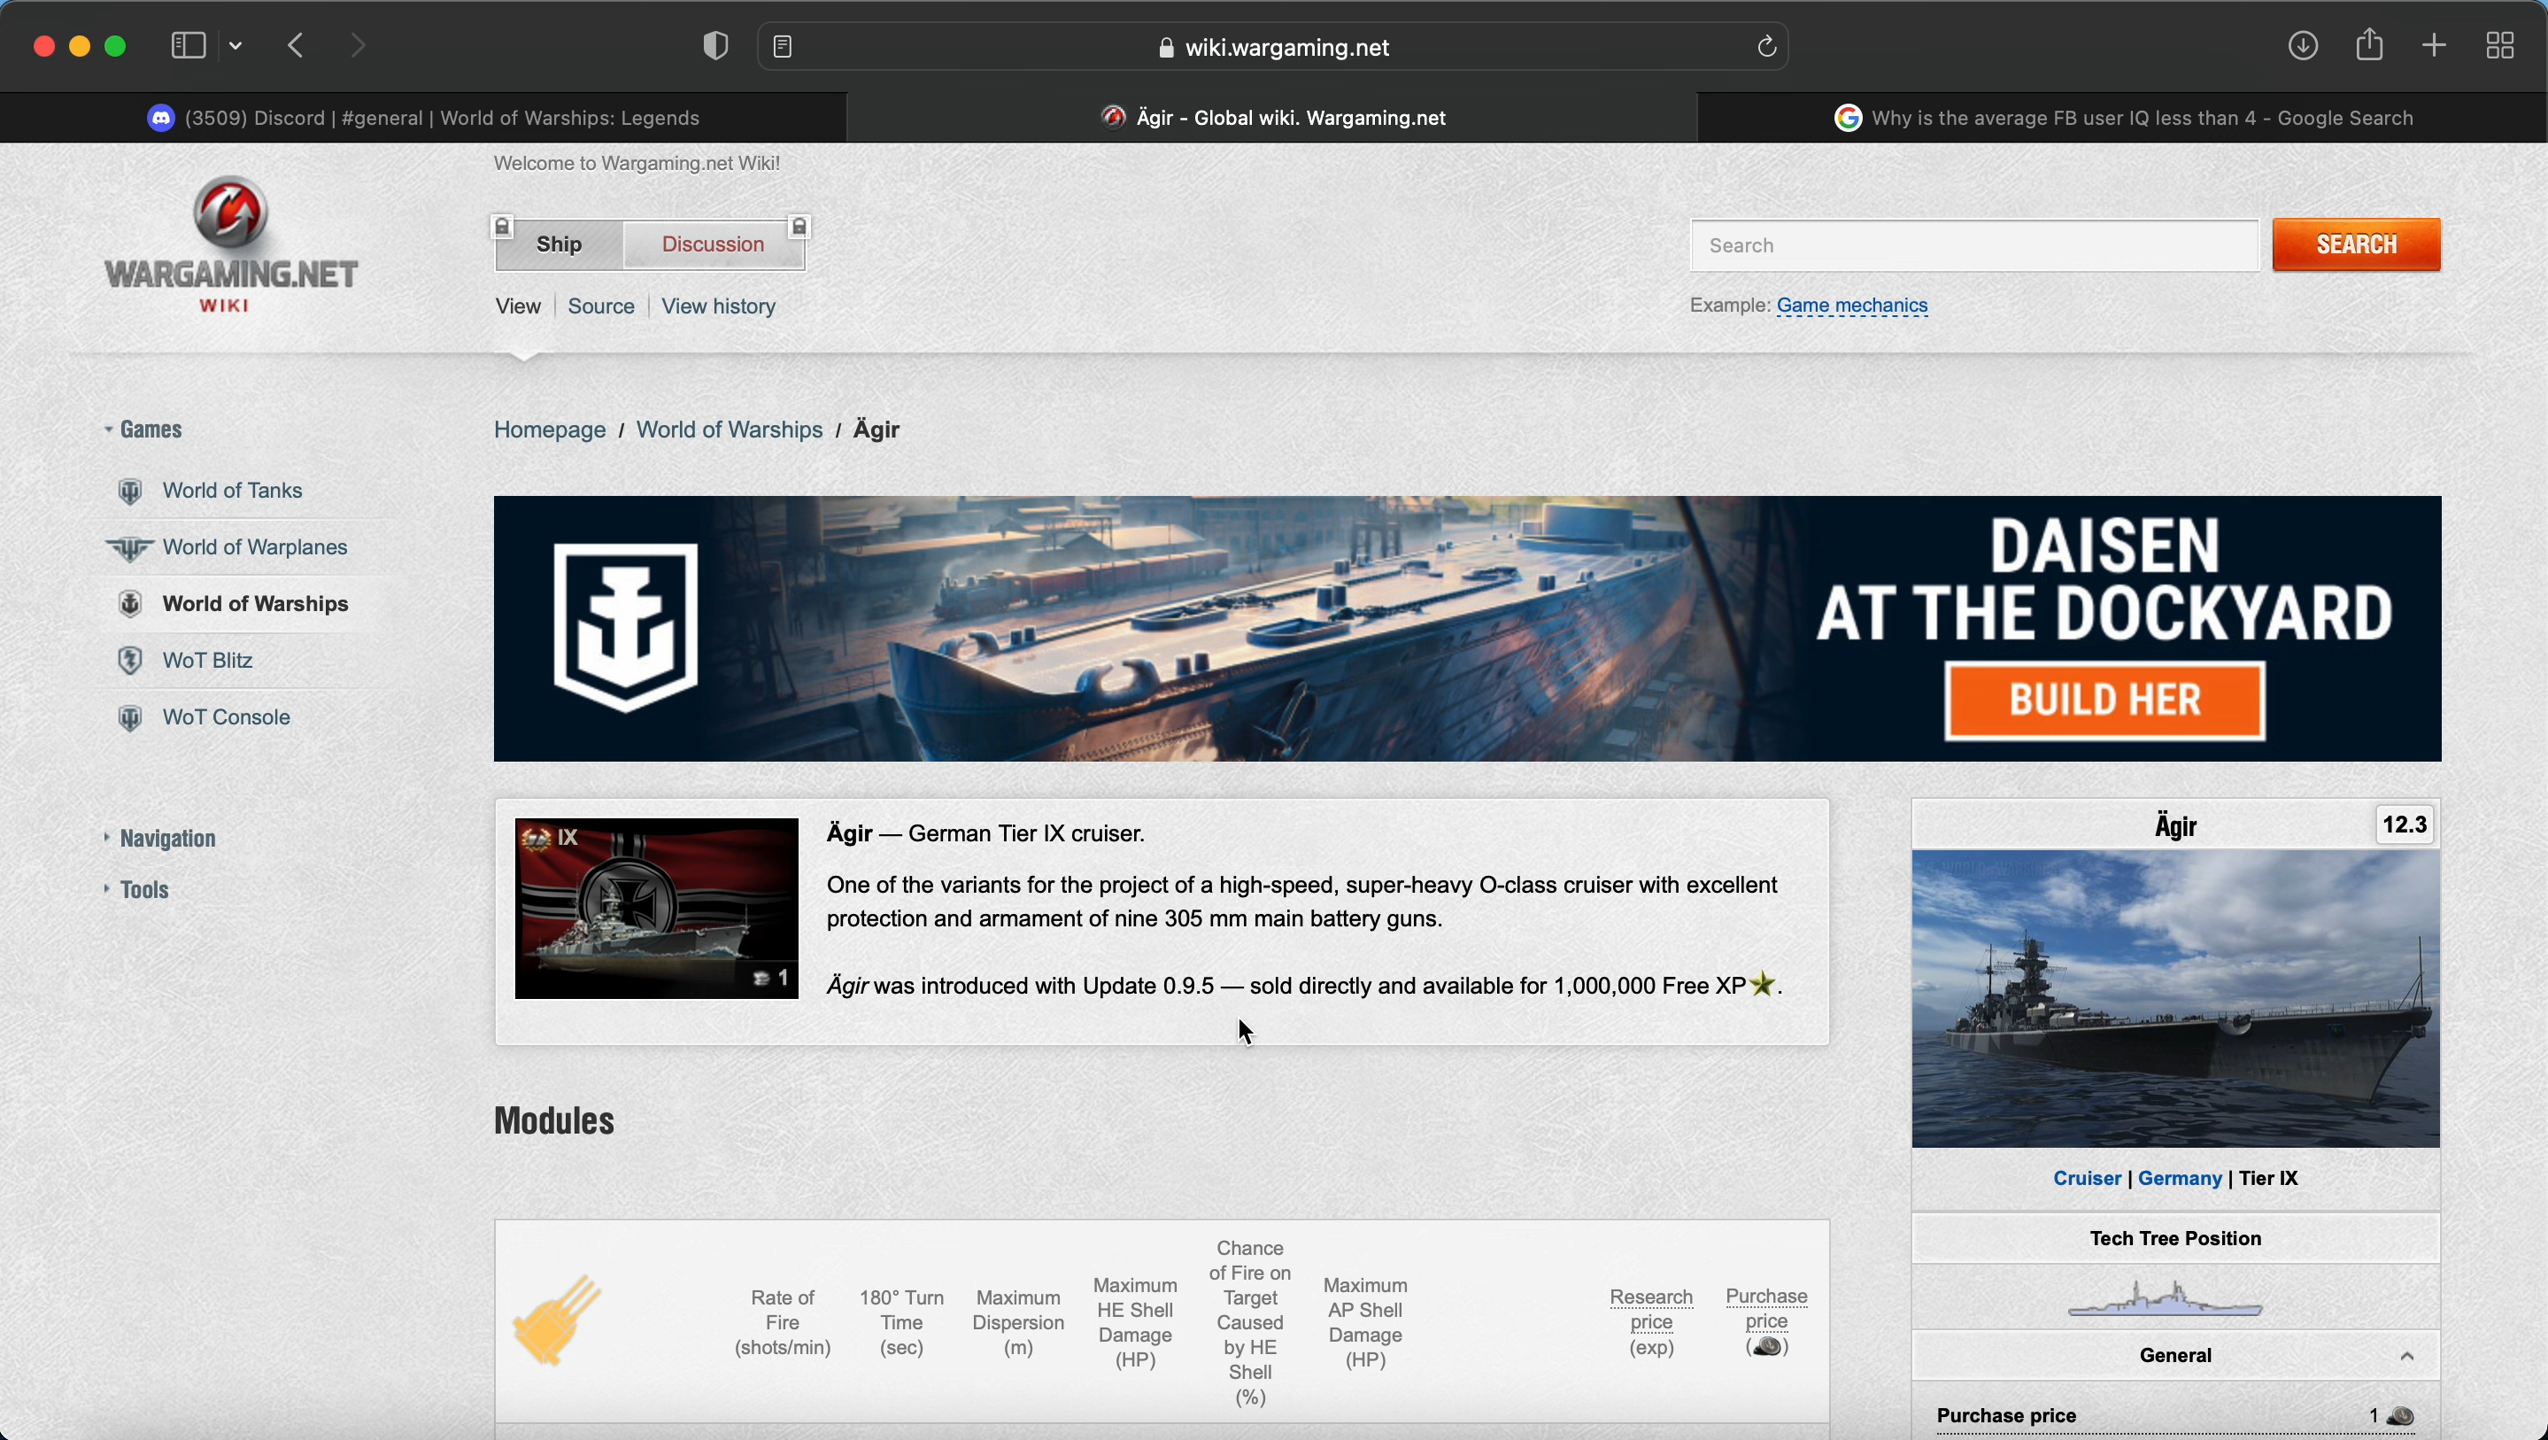 wiki.wargaming.net
(3509) Discord | #general | World of Warships: Legends
Ägir - Global wiki. Wargaming.net
Why is the average FB user IQ less than 4 - Google Search
Welcome to Wargaming.net Wiki!
WARGAMING.NET
WIKI
Ship
Discussion
View
Source
View history
Search
SEARCH
Example: Game mechanics
Games
World of Tanks
World of Warplanes
World of Warships
WoT Blitz
WoT Console
Navigation
Tools
Homepage / World of Warships / Ägir
DAISEN
AT THE DOCKYARD
BUILD HER
IX
1
Ägir — German Tier IX cruiser.
One of the variants for the project of a high-speed, super-heavy O-class cruiser with excellent
protection and armament of nine 305 mm main battery guns.
Ägir was introduced with Update 0.9.5 — sold directly and available for 1,000,000 Free XP.
Modules
Rate of
Fire
(shots/min)
180° Turn
Time
(sec)
Maximum
Dispersion
(m)
Maximum
HE Shell
Damage
(HP)
Chance
of Fire on
Target
Caused
by HE
Shell
(%)
Maximum
AP Shell
Damage
(HP)
Research
price
(exp)
Purchase
price
( )
Ägir
12.3
Cruiser | Germany | Tier IX
Tech Tree Position
General
Purchase price
1